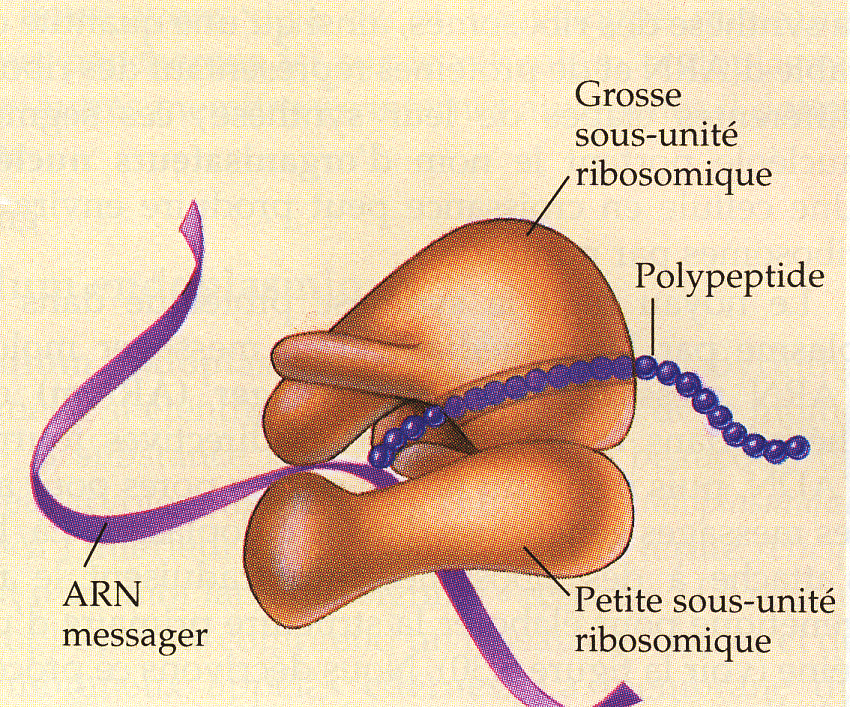 Grosse
sous-unité
ribosomique
Polypeptide
ARN
messager
Petite sous-unité
ribosomique